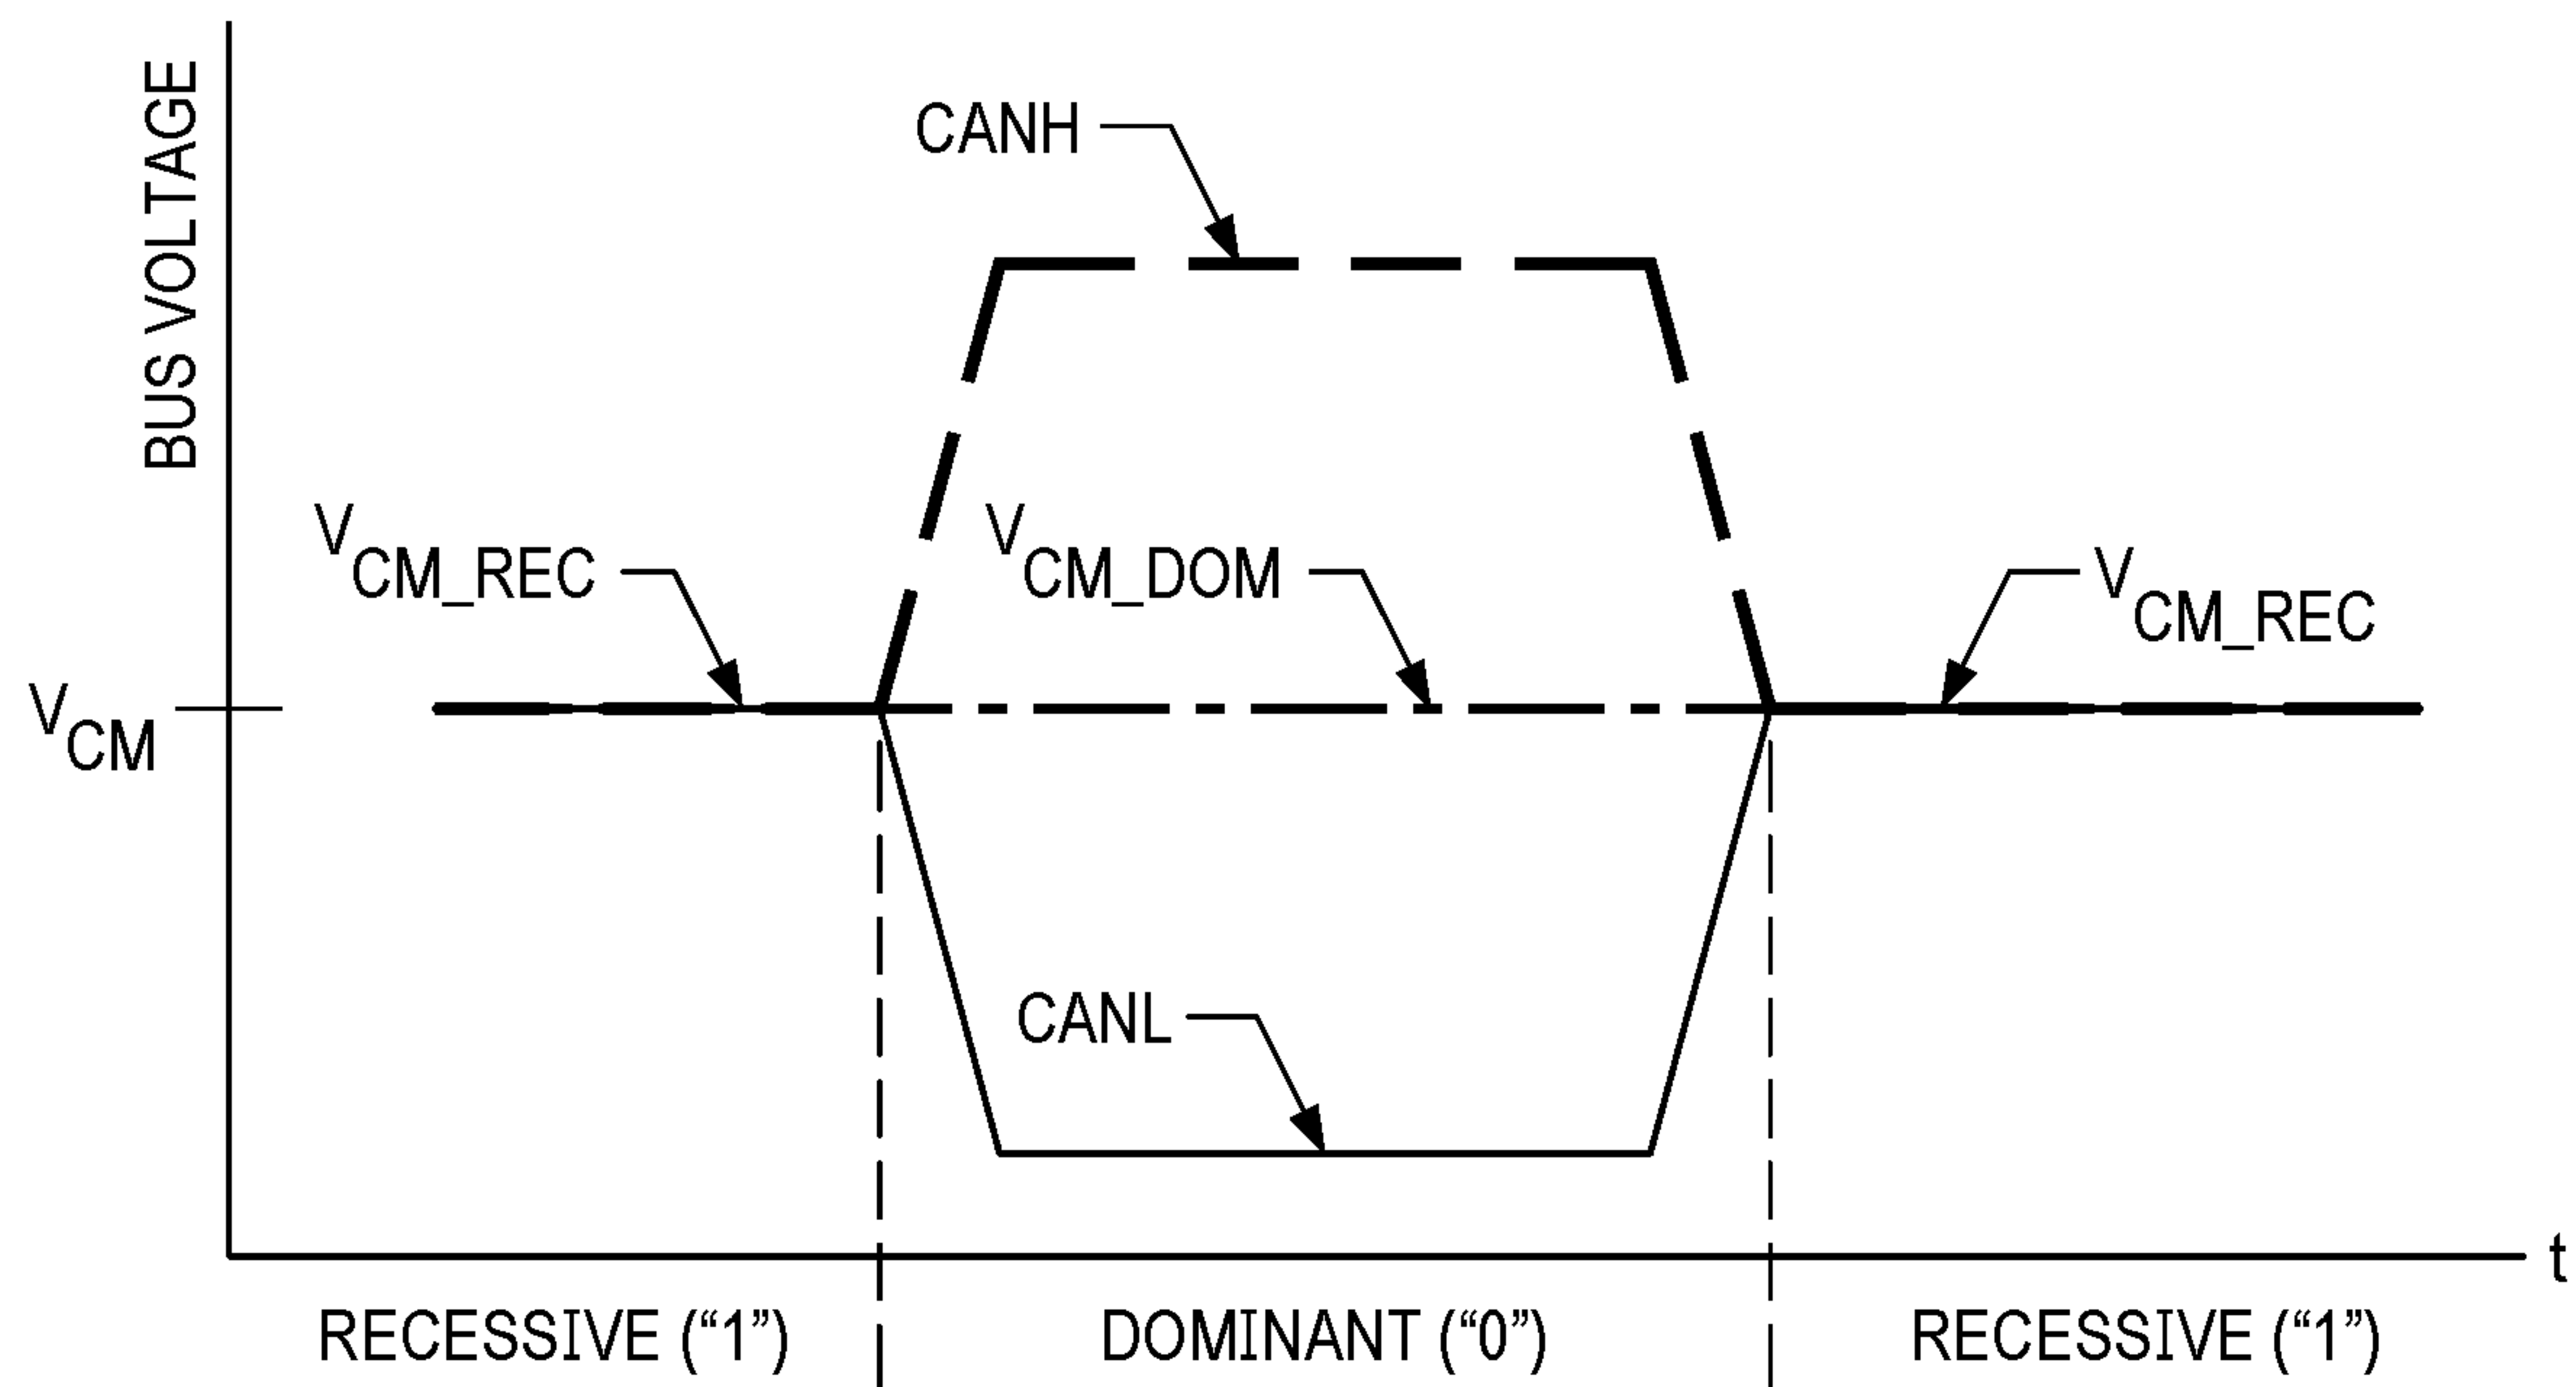 BUS VOLTAGE
CANH
VCM_REC
VCM_DOM
VCM_REC
VCM
CANL
t
RECESSIVE (“1”)
DOMINANT (“0”)
RECESSIVE (“1”)